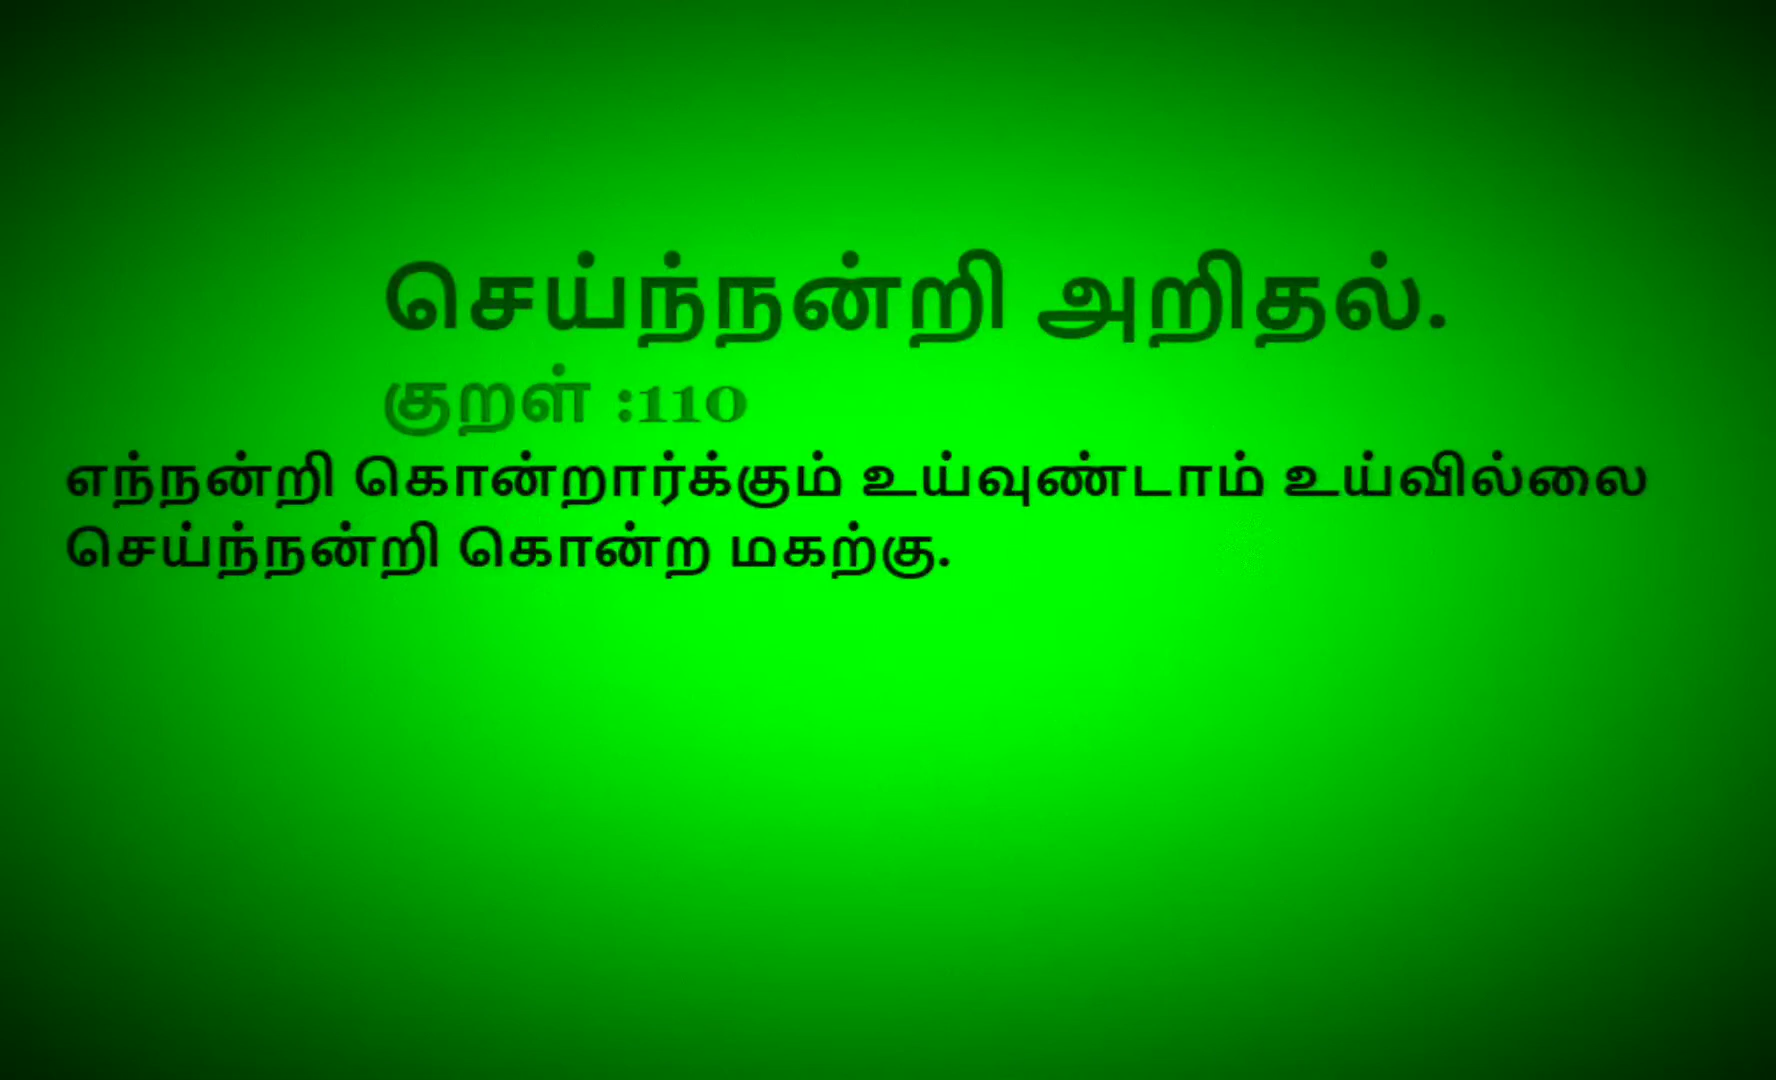 செய்ந்நன்றி அறிதல்.
குறள் :110
எந்நன்றி கொன்றார்க்கும் உய்வுண்டாம் உய்வில்லை
செய்ந்நன்றி கொன்ற மகற்கு.